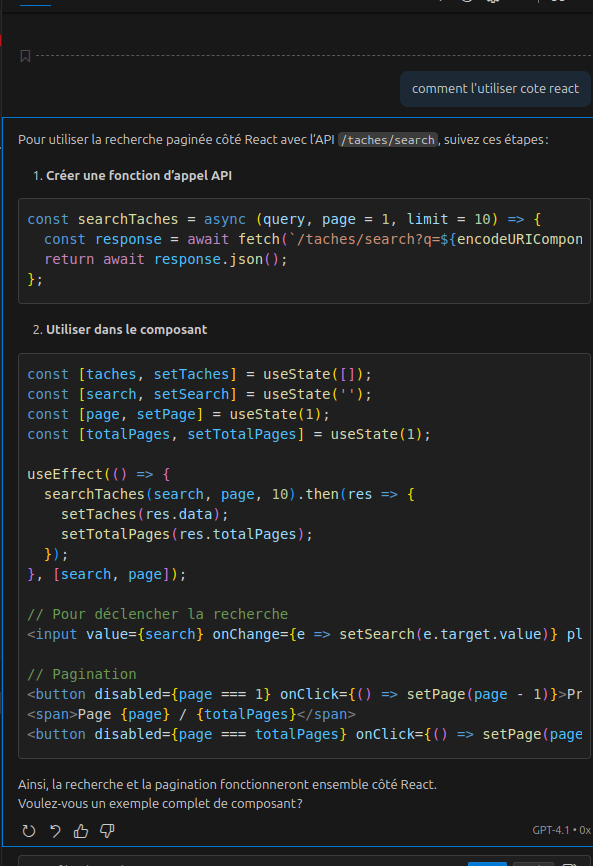 comment l'utiliser cote react
Pour utiliser la recherche paginée côté React avec l’API /taches/search, suivez ces étapes :
1. Créer une fonction d’appel API
const searchTaches = async (query, page = 1, limit = 10) => {
  const response = await fetch(`/taches/search?q=${encodeURICompon
  return await response.json();
};
2. Utiliser dans le composant
const [taches, setTaches] = useState([]);
const [search, setSearch] = useState('');
const [page, setPage] = useState(1);
const [totalPages, setTotalPages] = useState(1);
useEffect(() => {
  searchTaches(search, page, 10).then(res => {
    setTaches(res.data);
    setTotalPages(res.totalPages);
  });
}, [search, page]);
// Pour déclencher la recherche
<input value={search} onChange={e => setSearch(e.target.value)} pl
// Pagination
<button disabled={page === 1} onClick={() => setPage(page - 1)}>Pr
<span>Page {page} / {totalPages}</span>
<button disabled={page === totalPages} onClick={() => setPage(page
Ainsi, la recherche et la pagination fonctionneront ensemble côté React.
Voulez-vous un exemple complet de composant ?
GPT-4.1 • 0x